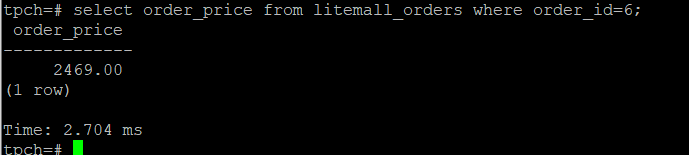 tpch=# select order_price from litemall_orders where order_id=6;
 order_price
-------------
     2469.00
(1 row)

Time: 2.704 ms
tpch=#